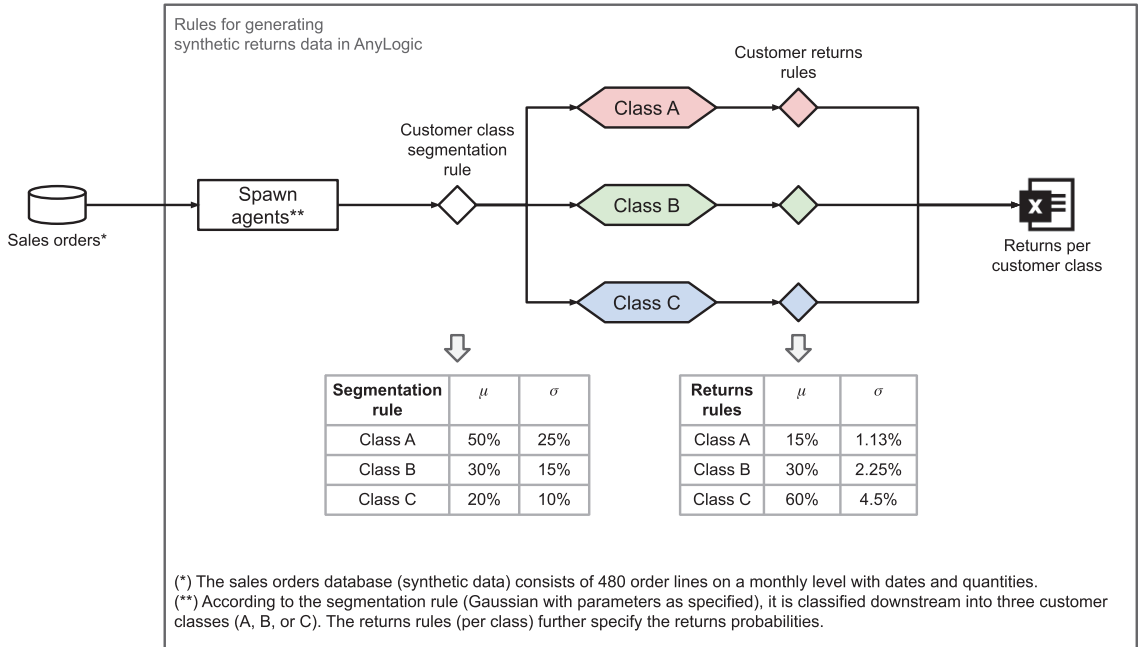 Rules for generating
synthetic returns data in AnyLogic
Customer returns
rules
Class A
Customer class
segmentation
rule
Spawn
agents**
Class B
X
Sales orders*
Returns per
customer class
Class C
Segmentation
rule
μ
σ
Class A
50%
25%
Class B
30%
15%
Class C
20%
10%
Returns
rules
μ
σ
Class A
15%
1.13%
Class B
30%
2.25%
Class C
60%
4.5%
(*) The sales orders database (synthetic data) consists of 480 order lines on a monthly level with dates and quantities.
(**) According to the segmentation rule (Gaussian with parameters as specified), it is classified downstream into three customer
classes (A, B, or C). The returns rules (per class) further specify the returns probabilities.